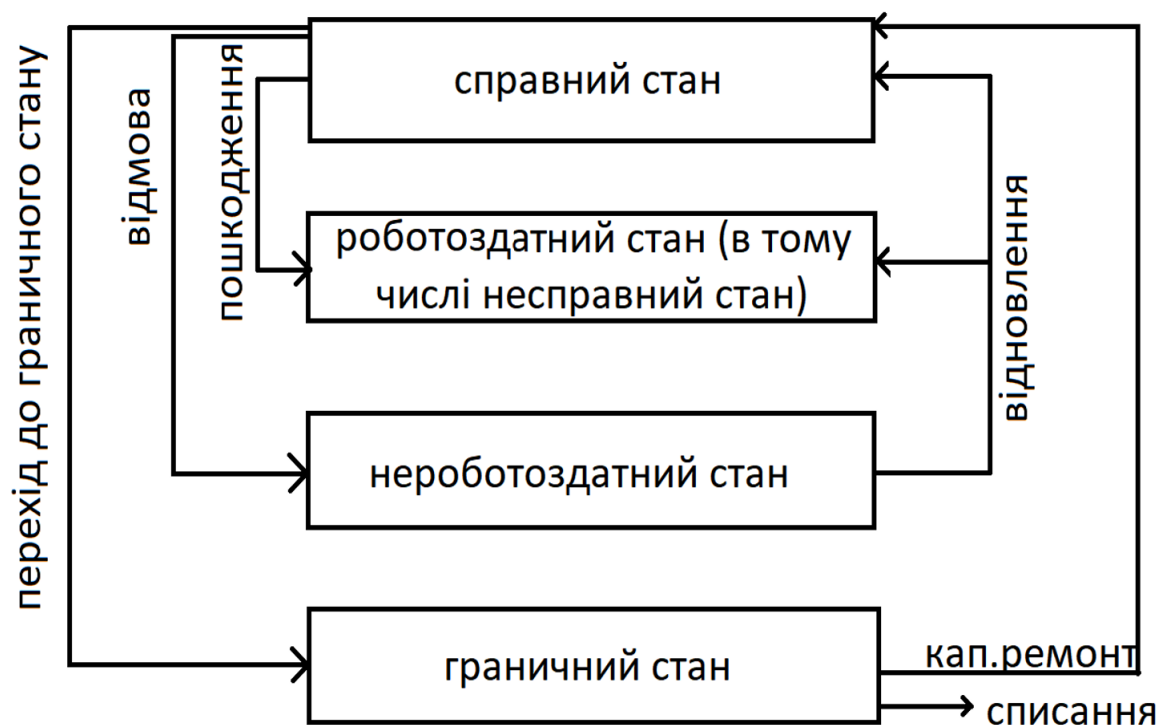 перехід до граничного стану
відмова
пошкодження
справний стан
роботоздатний стан (в тому
числі несправний стан)
нероботоздатний стан
граничний стан
відновлення
кап.ремонт
списання